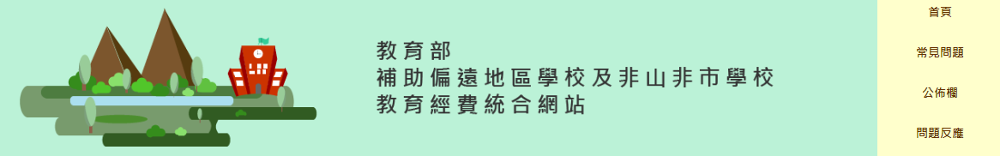 教育部
補助偏遠地區學校及非山非市學校
教育經費統合網站
首頁
常見問題
公佈欄
問題反應